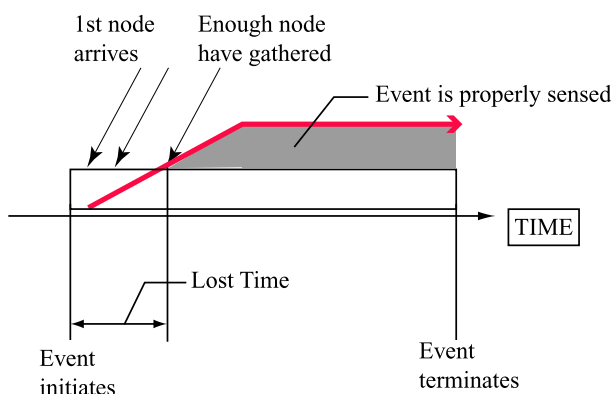 1st node
arrives
Enough node
have gathered
Event is properly sensed
TIME
Lost Time
Event
initiates
Event
terminates